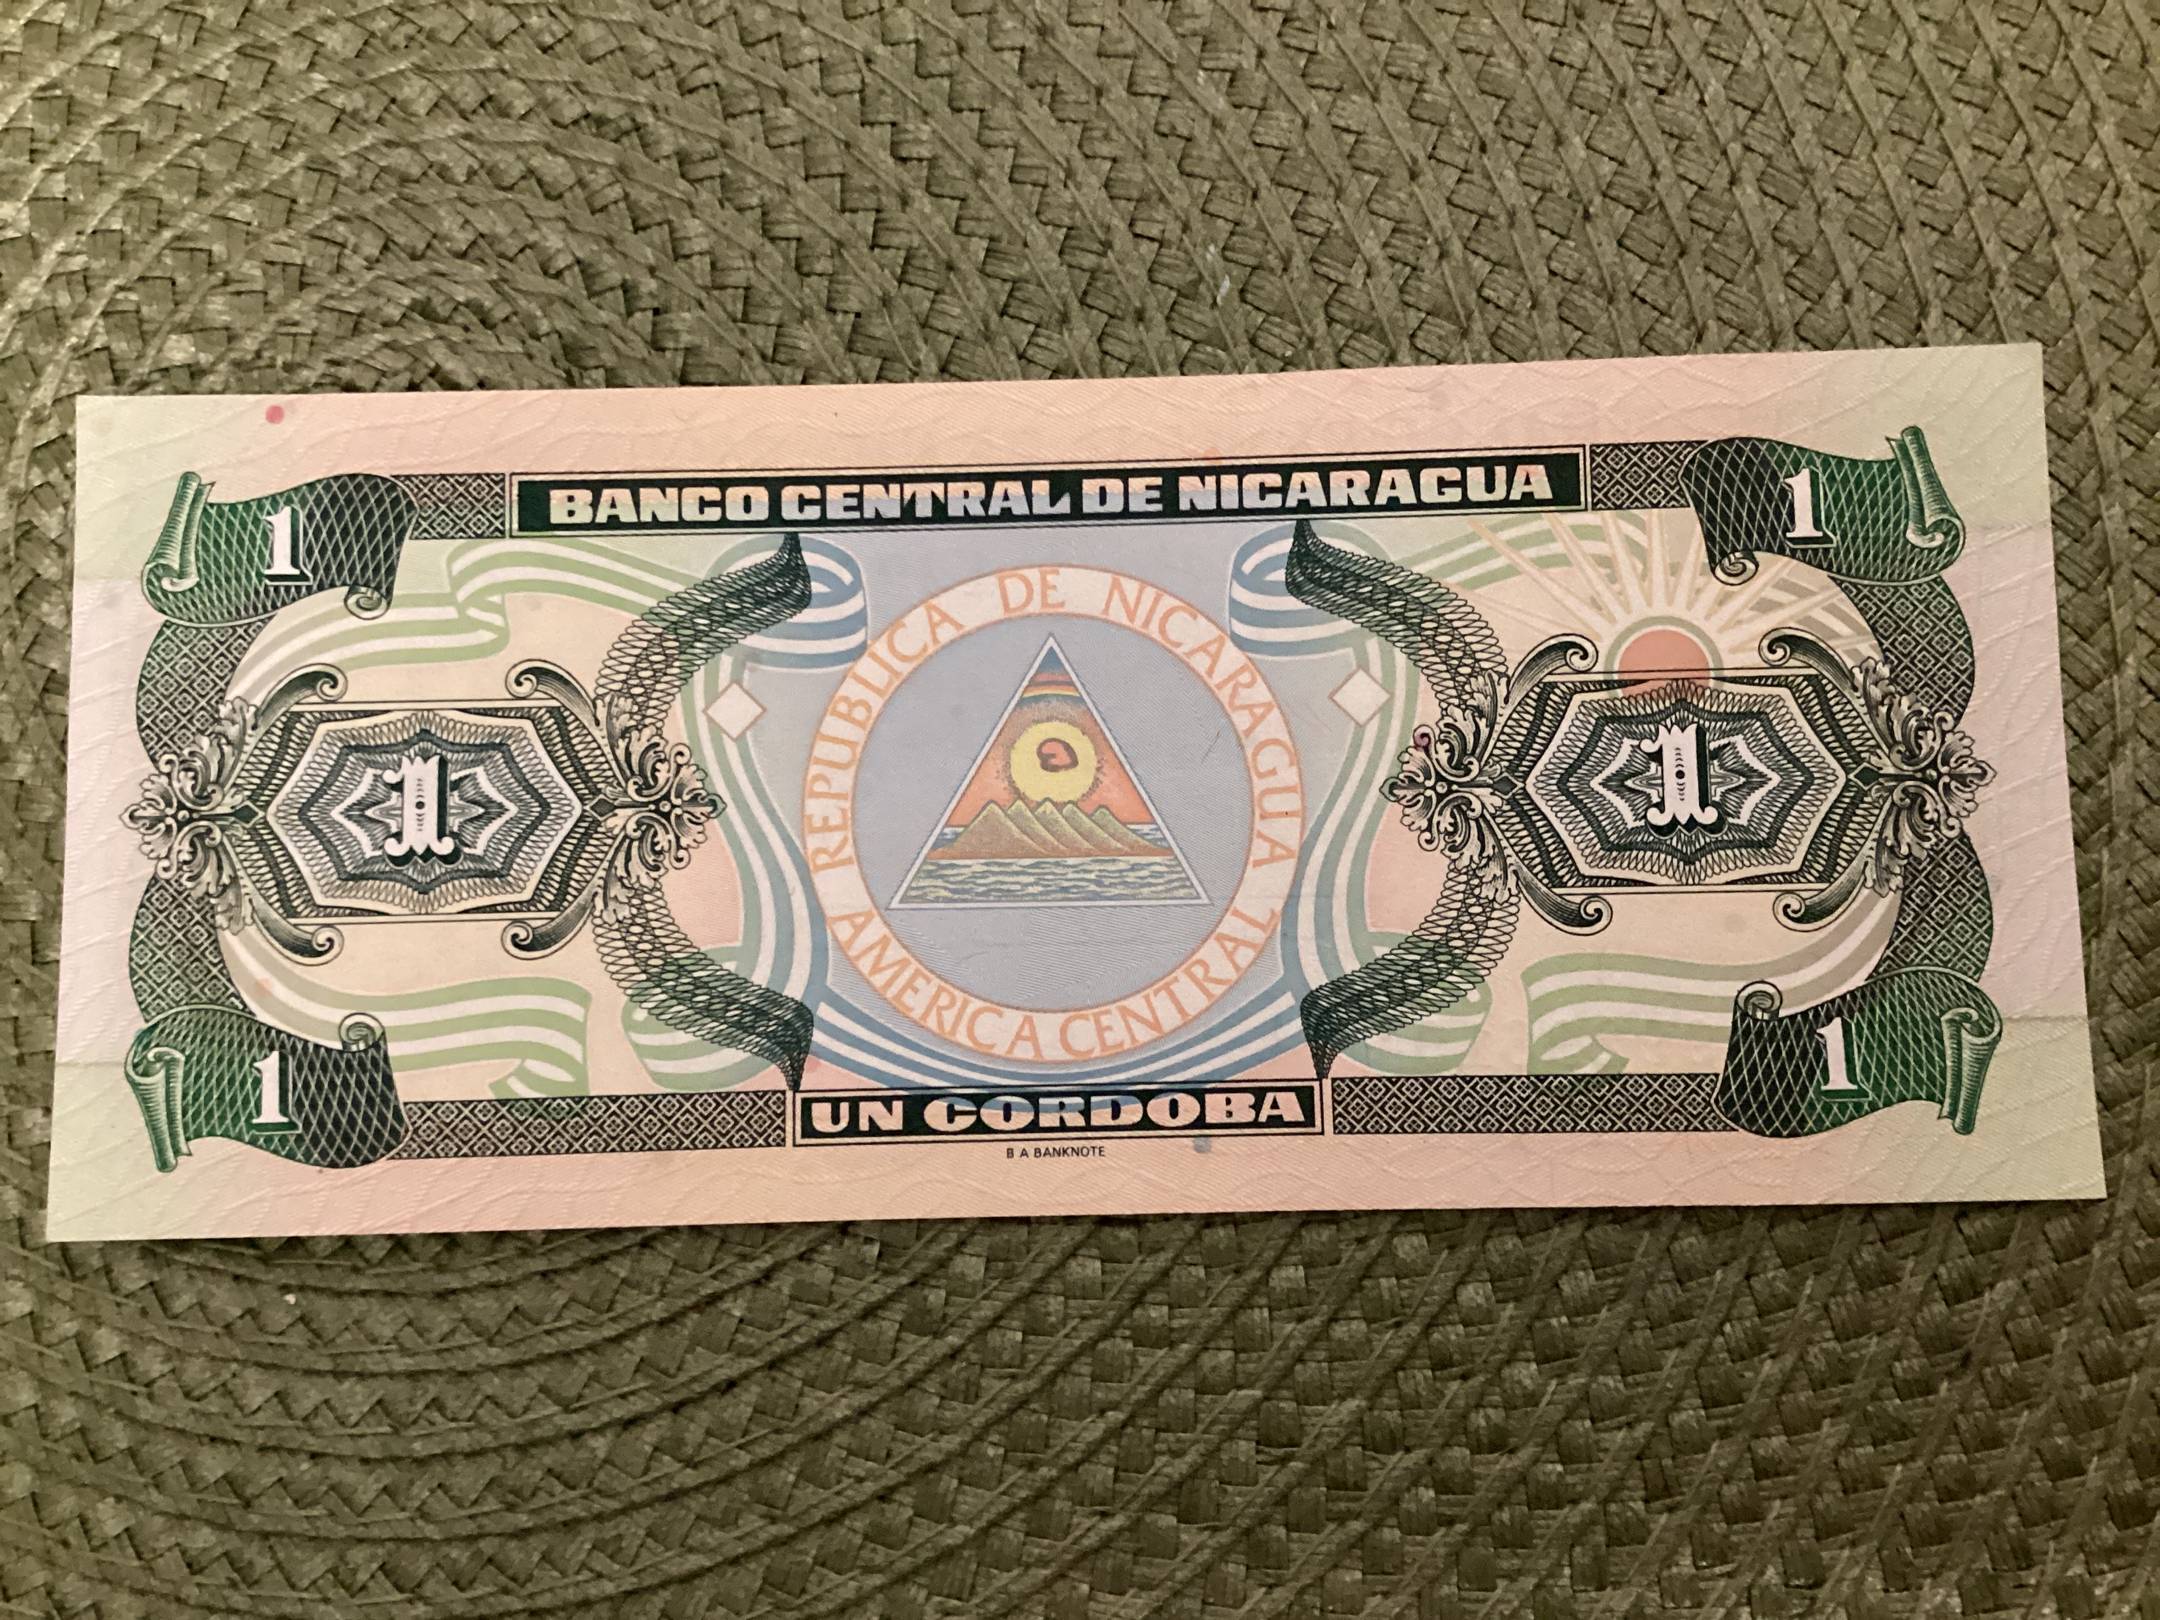 BANCO CENTRAL DE NICARAGUA
1
1
REPUBLICA DE NICARAGUA
AMERICA CENTRAL
1
1
1
1
UN CORDOBA
B A BANKNOTE